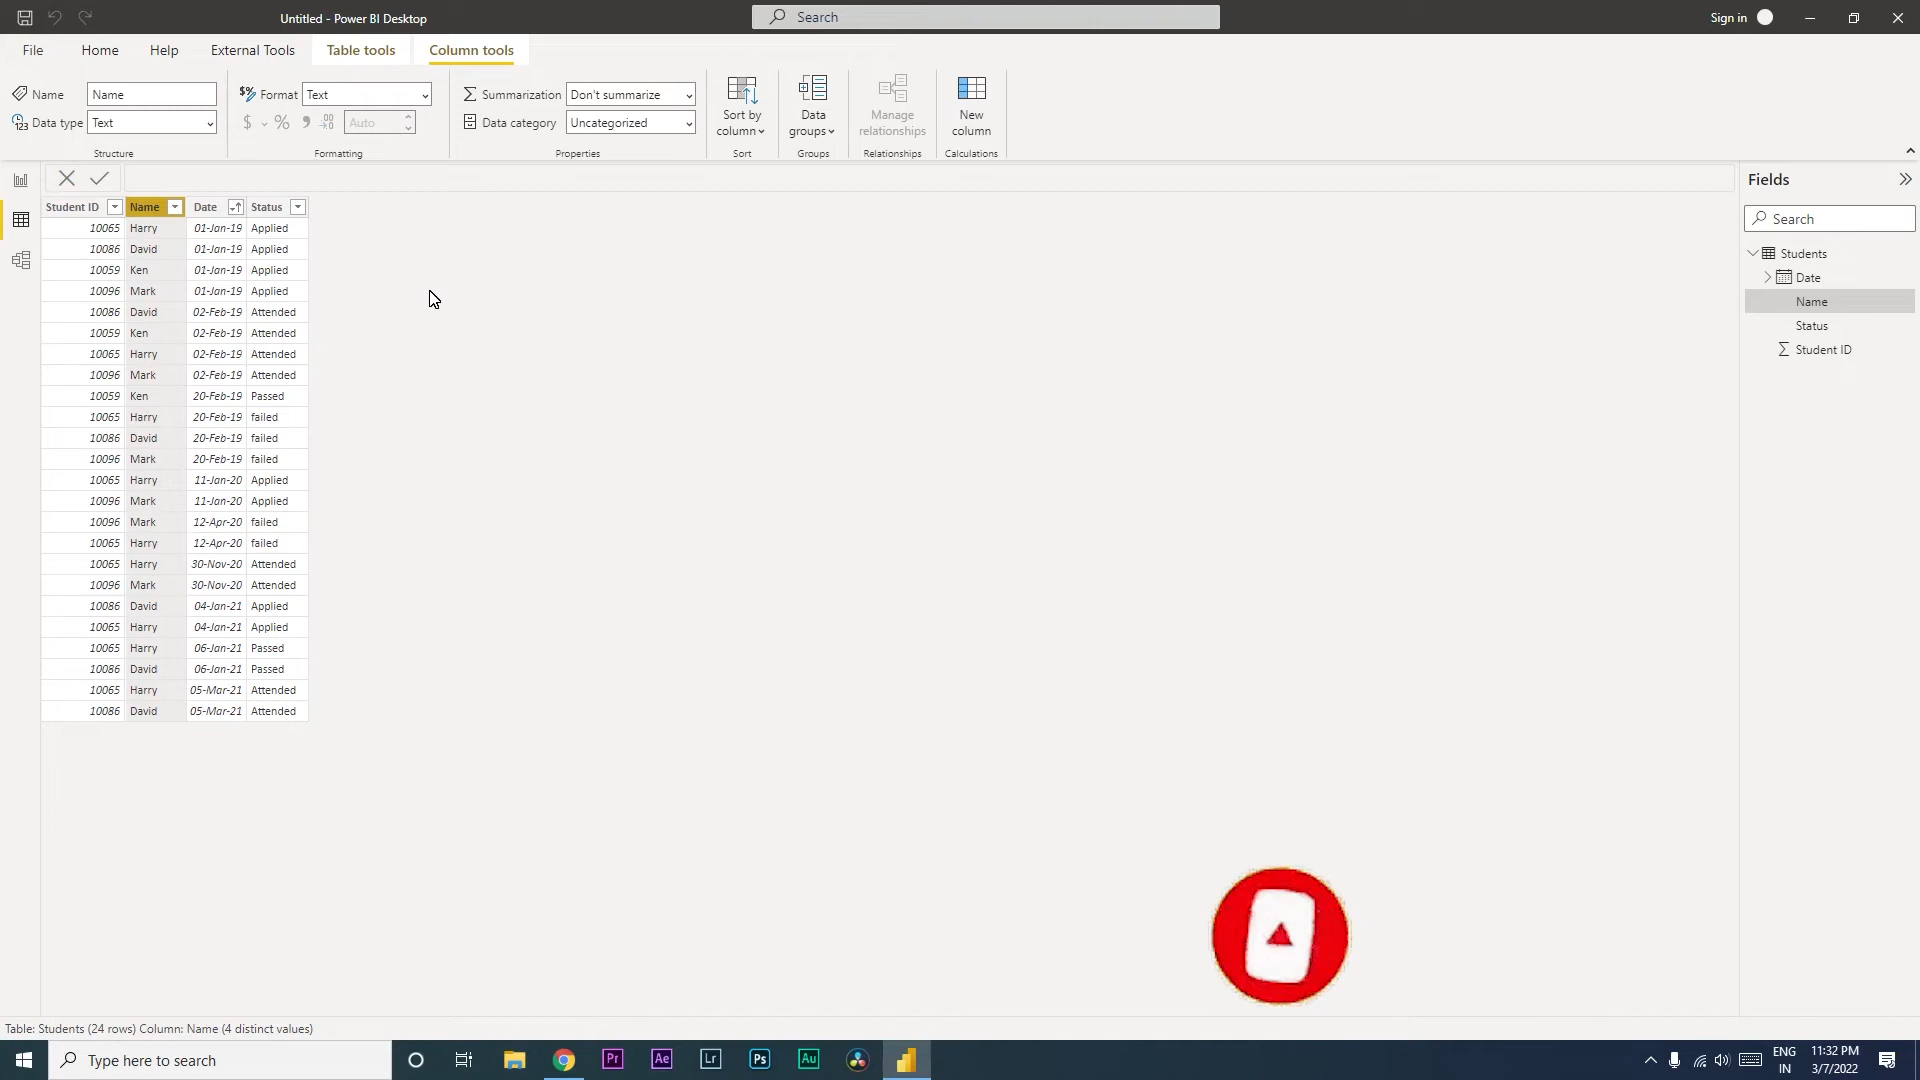 Untitled - Power BI Desktop
Search
Sign in
File Home Help External Tools Table tools Column tools
Name Name
Data type Text
Structure
Format Text
$ % 9 .00 Auto
Formatting
Summarization Don't summarize
Data category Uncategorized
Properties
Sort by column
Sort
Data groups
Groups
Manage relationships
Relationships
New column
Calculations
Student ID Name Date Status
10065 Harry 01-Jan-19 Applied
10086 David 01-Jan-19 Applied
10059 Ken 01-Jan-19 Applied
10096 Mark 01-Jan-19 Applied
10086 David 02-Feb-19 Attended
10059 Ken 02-Feb-19 Attended
10065 Harry 02-Feb-19 Attended
10096 Mark 02-Feb-19 Attended
10059 Ken 20-Feb-19 Passed
10065 Harry 20-Feb-19 failed
10086 David 20-Feb-19 failed
10096 Mark 20-Feb-19 failed
10065 Harry 11-Jan-20 Applied
10096 Mark 11-Jan-20 Applied
10096 Mark 12-Apr-20 failed
10065 Harry 12-Apr-20 failed
10065 Harry 30-Nov-20 Attended
10096 Mark 30-Nov-20 Attended
10086 David 04-Jan-21 Applied
10065 Harry 04-Jan-21 Applied
10065 Harry 06-Jan-21 Passed
10086 David 06-Jan-21 Passed
10065 Harry 05-Mar-21 Attended
10086 David 05-Mar-21 Attended
Fields
Search
Students
Date
Name
Status
Student ID
Table: Students (24 rows) Column: Name (4 distinct values)
Type here to search
Pr Ae Lr Ps Au
ENG
IN
11:32 PM
3/7/2022